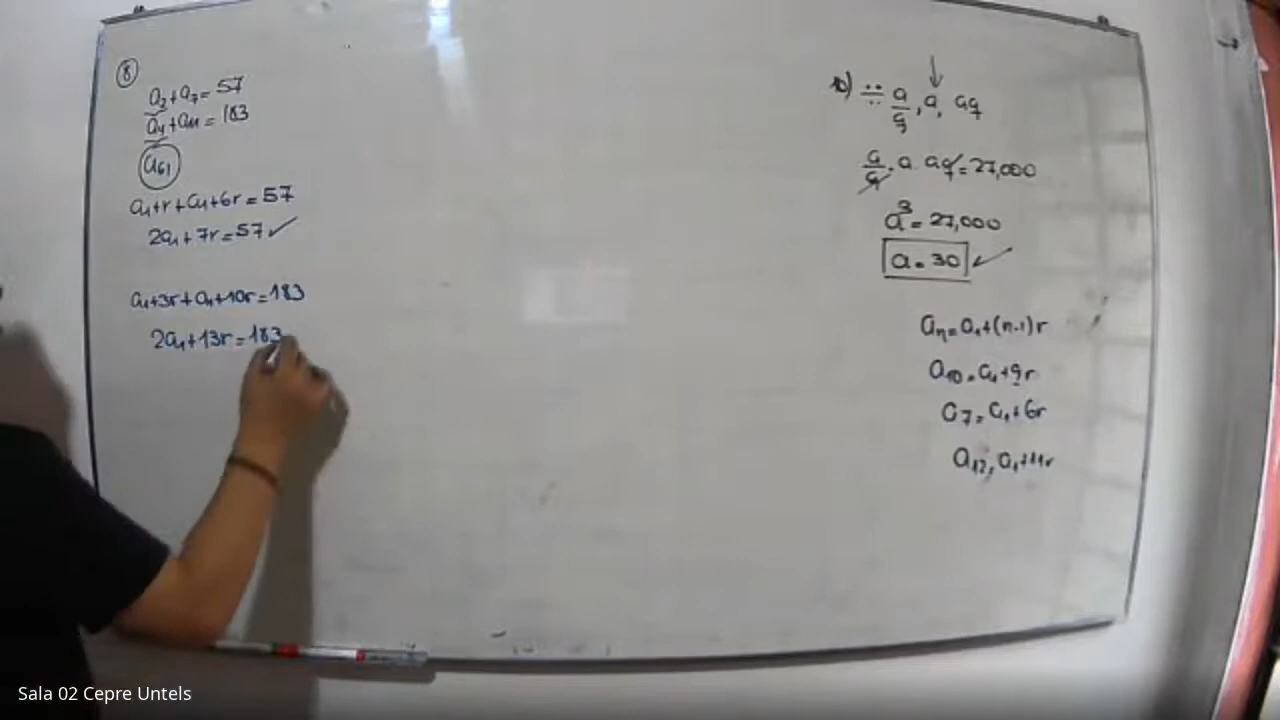 8
a₂+a₇=57
a₄+a₁₁=183
a₆₁
a₁+r+a₁+6r=57
2a₁+7r=57 ✓
a₁+3r+a₁+10r=183
2a₁+13r=183
10) ∺ a/q, a, aq
a/q . a . aq=27,000
a³=27,000
a=30 ✓
aₙ=a₁+(n-1)r
a₁₀=a₁+9r
a₇=a₁+6r
a₁₂=a₁+11r
Sala 02 Cepre Untels